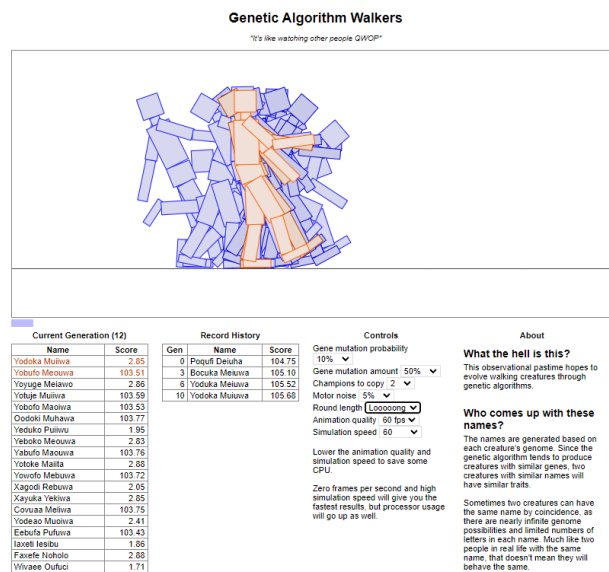 Genetic Algorithm Walkers
"It's like watching other people QWOP"
Current Generation (12)
Name Score
Yodoka Muiiwa 2.85
Yobufo Meouwa 103.51
Yoyuge Meiawo 2.86
Yotuje Muiiwa 103.59
Yobofo Maoiwa 103.53
Oodoki Muhawa 103.77
Yeduko Puiiwu 1.95
Yeboko Meouwa 2.83
Yabufo Maouwa 103.76
Yotoke Maiita 2.88
Yowofo Mebuwa 103.72
Xagodi Rebuwa 2.05
Xayuka Yekiwa 2.85
Covuaa Meliwa 103.75
Yodeao Muoiwa 2.41
Eebufa Pufuwa 103.43
Iaxeti Iesibu 1.86
Faxefe Noholo 2.88
Wivaee Oufuci 1.71
Record History
Gen Name Score
0 Poqufi Deiuha 104.75
3 Bocuka Meiuwa 105.10
6 Yoduka Meiuwa 105.52
10 Yodoka Muiiwa 105.68
Controls
Gene mutation probability
10%
Gene mutation amount 50%
Champions to copy 2
Motor noise 5%
Round length Looooong
Animation quality 60 fps
Simulation speed 60
Lower the animation quality and
simulation speed to save some
CPU.
Zero frames per second and high
simulation speed will give you the
fastest results, but processor usage
will go up as well.
About
What the hell is this?
This observational pastime hopes to
evolve walking creatures through
genetic algorithms.
Who comes up with these
names?
The names are generated based on
each creature's genome. Since the
genetic algorithm tends to produce
creatures with similar genes, two
creatures with similar names will
have similar traits.
Sometimes two creatures can have
the same name by coincidence, as
there are nearly infinite genome
possibilities and limited numbers of
letters in each name. Much like two
people in real life with the same
name, that doesn't mean they will
behave the same.